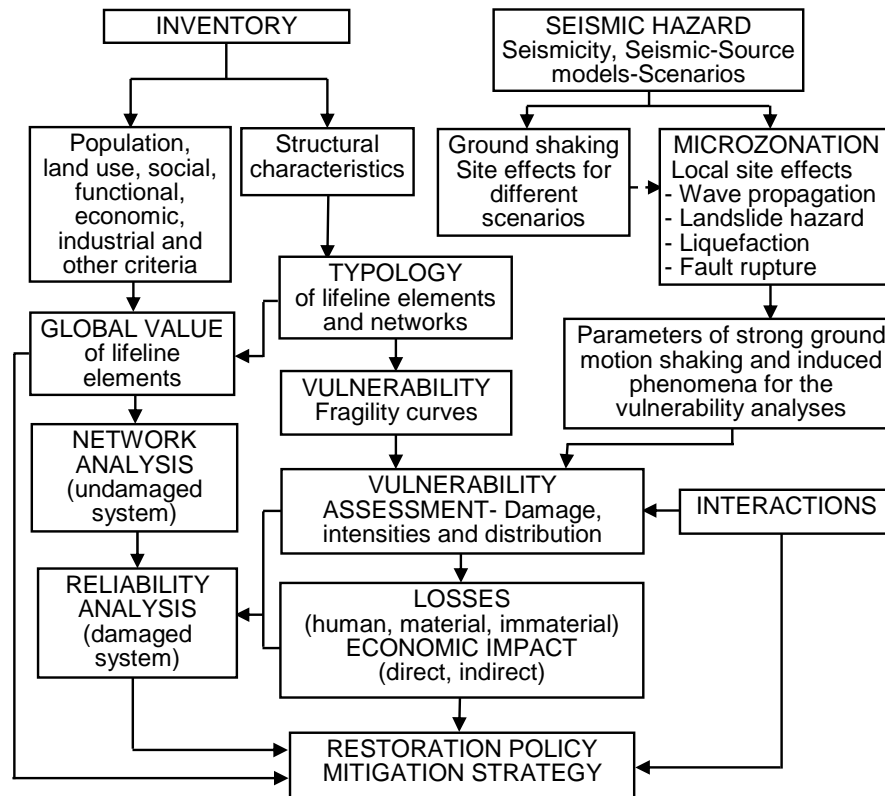 INVENTORY
SEISMIC HAZARD
Seismicity, Seismic-Source
models-Scenarios
Population,
land use, social,
functional,
economic,
industrial and
other criteria
Structural
characteristics
Ground shaking
Site effects for
different
scenarios
MICROZONATION
Local site effects
- Wave propagation
- Landslide hazard
- Liquefaction
- Fault rupture
TYPOLOGY
of lifeline elements
and networks
GLOBAL VALUE
of lifeline
elements
Parameters of strong ground
motion shaking and induced
phenomena for the
vulnerability analyses
VULNERABILITY
Fragility curves
NETWORK
ANALYSIS
(undamaged
system)
VULNERABILITY
ASSESSMENT- Damage,
intensities and distribution
INTERACTIONS
RELIABILITY
ANALYSIS
(damaged
system)
LOSSES
(human, material, immaterial)
ECONOMIC IMPACT
(direct, indirect)
RESTORATION POLICY
MITIGATION STRATEGY